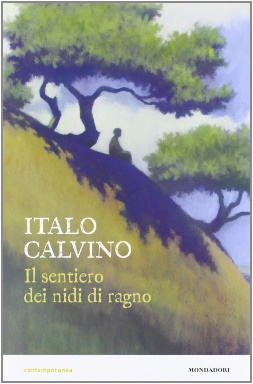 ITALO
CALVINO
Il sentiero
dei nidi di ragno
contemporanea
MONDADORI